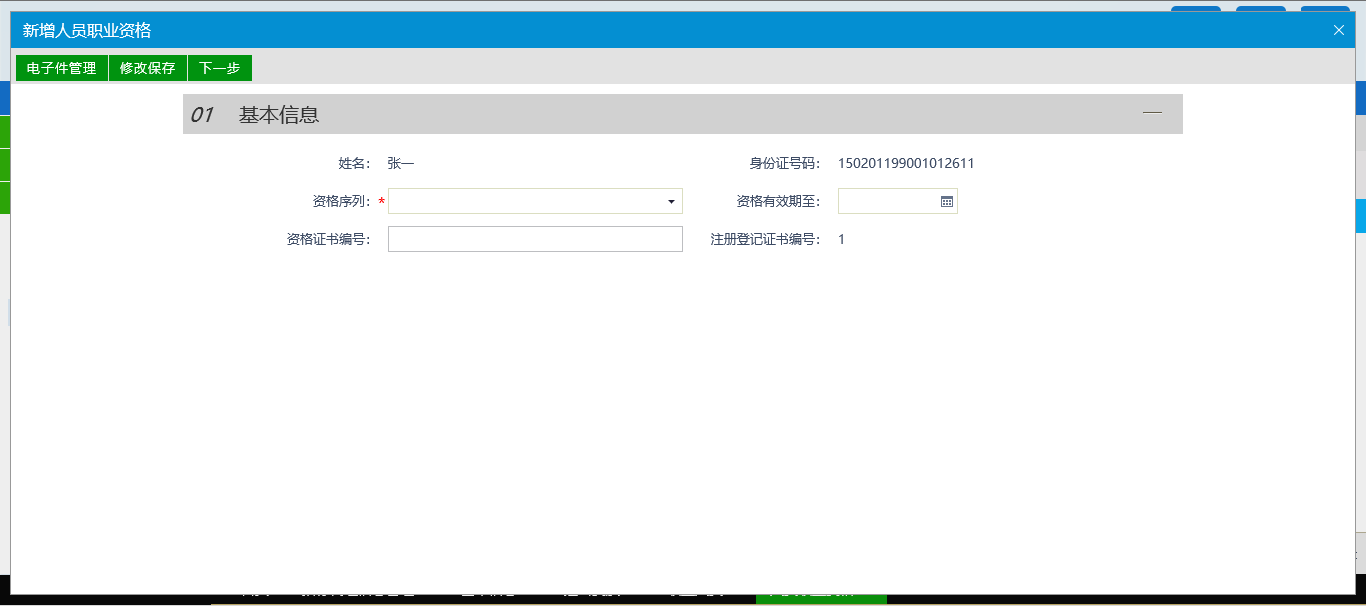 新增人员职业资格
电子件管理 修改保存 下一步
01 基本信息
姓名： 张一 身份证号码： 150201199001012611
资格序列： * 资格有效期至：
资格证书编号： 注册登记证书编号： 1